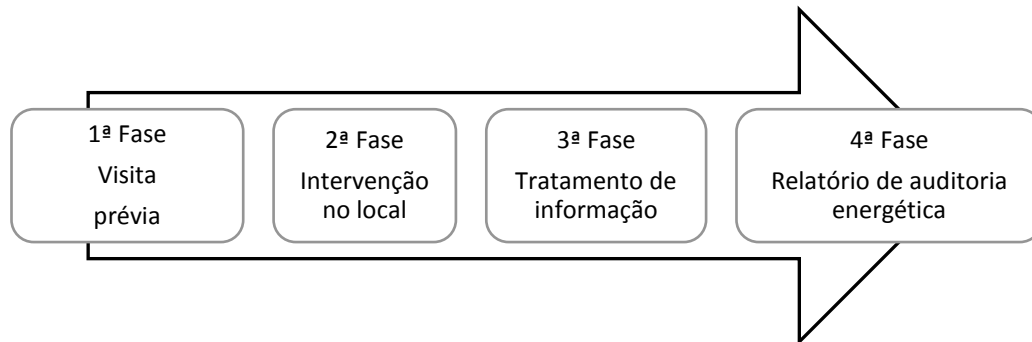 1ª Fase
Visita
prévia
2ª Fase
Intervenção
no local
3ª Fase
Tratamento de
informação
4ª Fase
Relatório de auditoria
energética